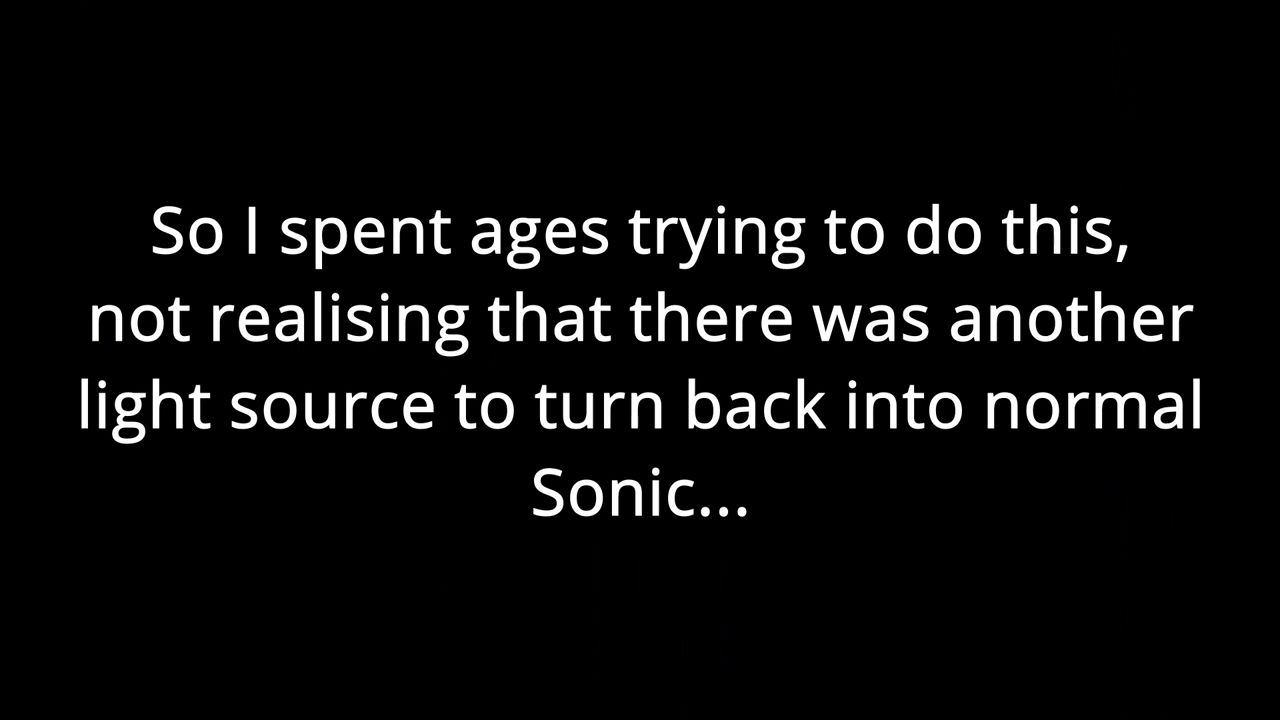 So I spent ages trying to do this,
not realising that there was another
light source to turn back into normal
Sonic...